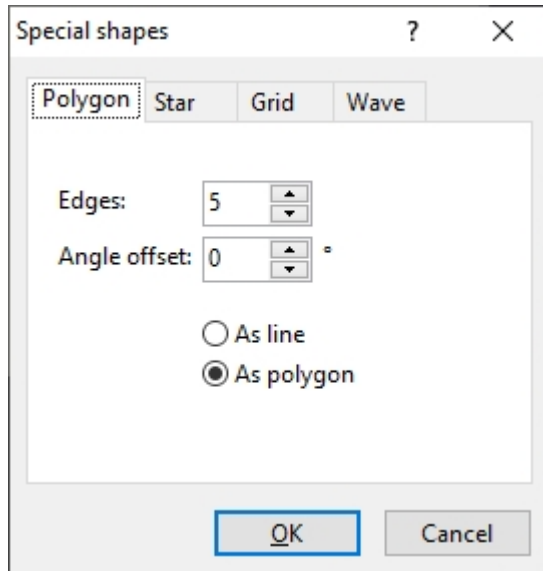 Special shapes ?
Polygon Star Grid Wave
Edges: 5
Angle offset: 0 °
As line
As polygon
OK Cancel